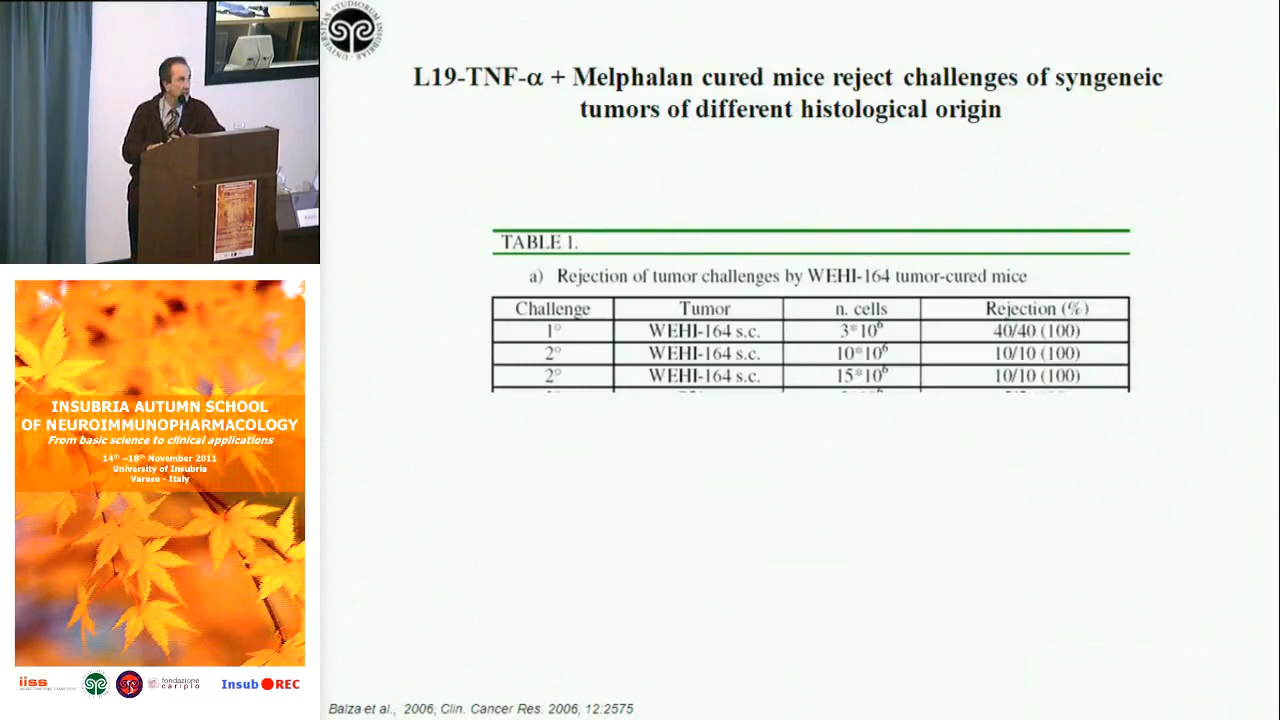 UNIVERSITAS STUDIORUM INSUBRIAE
L19-TNF-α + Melphalan cured mice reject challenges of syngeneic
tumors of different histological origin
TABLE 1.
a) Rejection of tumor challenges by WEHI-164 tumor-cured mice
Challenge Tumor n. cells Rejection (%)
1° WEHI-164 s.c. 3*10⁶ 40/40 (100)
2° WEHI-164 s.c. 10*10⁶ 10/10 (100)
2° WEHI-164 s.c. 15*10⁶ 10/10 (100)
Balza et al., 2006, Clin. Cancer Res. 2006, 12:2575
INSUBRIA AUTUMN SCHOOL
OF NEUROIMMUNOPHARMACOLOGY
From basic science to clinical applications
14th –18th November 2011
University of Insubria
Varese - Italy
iiss
fondazione
cariplo
Insub REC